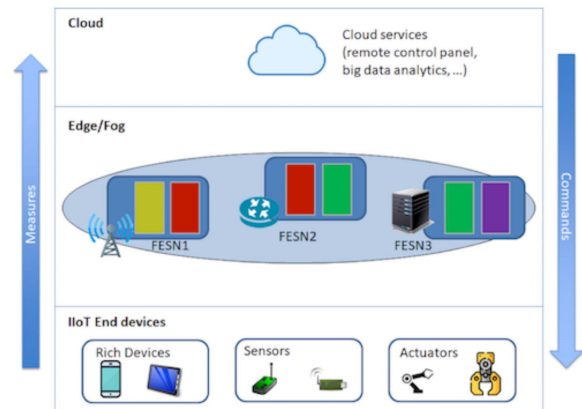 Cloud
Cloud services
(remote control panel,
big data analytics, ...)
Measures
Commands
Edge/Fog
FESN1
FESN2
FESN3
IIoT End devices
Rich Devices
Sensors
Actuators